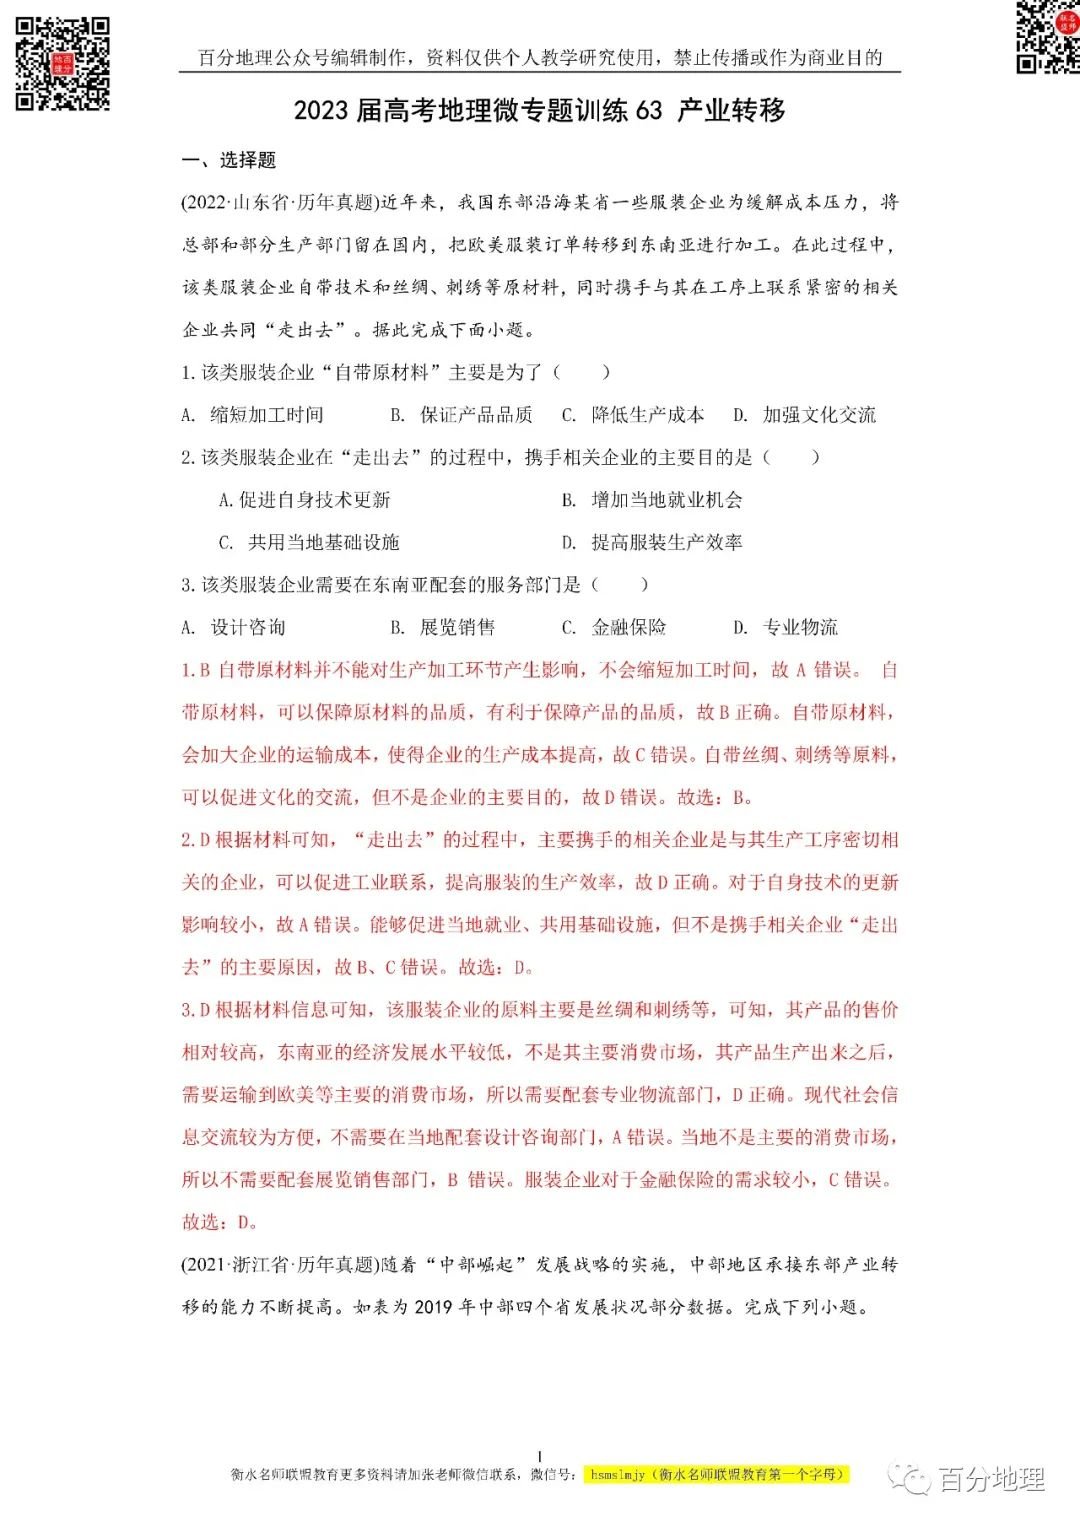 百分地理公众号编辑制作，资料仅供个人教学研究使用，禁止传播或作为商业目的
2023 届高考地理微专题训练 63 产业转移
一、选择题
(2022·山东省·历年真题)近年来，我国东部沿海某省一些服装企业为缓解成本压力，将
总部和部分生产部门留在国内，把欧美服装订单转移到东南亚进行加工。在此过程中，
该类服装企业自带技术和丝绸、刺绣等原材料，同时携手与其在工序上联系紧密的相关
企业共同“走出去”。据此完成下面小题。
1.该类服装企业“自带原材料”主要是为了（　　）
A. 缩短加工时间 B. 保证产品品质 C. 降低生产成本 D. 加强文化交流
2.该类服装企业在“走出去”的过程中，携手相关企业的主要目的是（　　）
A.促进自身技术更新 B. 增加当地就业机会
C. 共用当地基础设施 D. 提高服装生产效率
3.该类服装企业需要在东南亚配套的服务部门是（　　）
A. 设计咨询 B. 展览销售 C. 金融保险 D. 专业物流
1.B 自带原材料并不能对生产加工环节产生影响，不会缩短加工时间，故 A 错误。 自
带原材料，可以保障原材料的品质，有利于保障产品的品质，故 B 正确。自带原材料，
会加大企业的运输成本，使得企业的生产成本提高，故 C 错误。自带丝绸、刺绣等原料，
可以促进文化的交流，但不是企业的主要目的，故 D 错误。故选：B。
2.D 根据材料可知，“走出去”的过程中，主要携手的相关企业是与其生产工序密切相
关的企业，可以促进工业联系，提高服装的生产效率，故 D 正确。对于自身技术的更新
影响较小，故 A 错误。能够促进当地就业、共用基础设施，但不是携手相关企业“走出
去”的主要原因，故 B、C 错误。故选：D。
3.D 根据材料信息可知，该服装企业的原料主要是丝绸和刺绣等，可知，其产品的售价
相对较高，东南亚的经济发展水平较低，不是其主要消费市场，其产品生产出来之后，
需要运输到欧美等主要的消费市场，所以需要配套专业物流部门，D 正确。现代社会信
息交流较为方便，不需要在当地配套设计咨询部门，A 错误。当地不是主要的消费市场，
所以不需要配套展览销售部门，B 错误。服装企业对于金融保险的需求较小，C 错误。
故选：D。
(2021·浙江省·历年真题)随着“中部崛起”发展战略的实施，中部地区承接东部产业转
移的能力不断提高。如表为 2019 年中部四个省发展状况部分数据。完成下列小题。
1
衡水名师联盟教育更多资料请加张老师微信联系，微信号： hsmslmjy（衡水名师联盟教育第一个字母）
百分地理